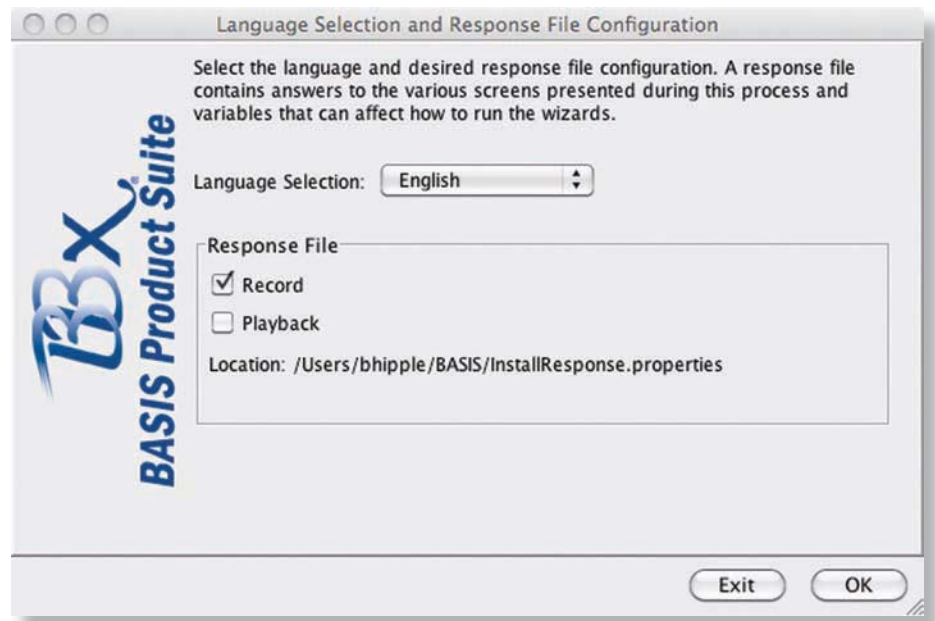 Language Selection and Response File Configuration
Select the language and desired response file configuration. A response file
contains answers to the various screens presented during this process and
variables that can affect how to run the wizards.
Language Selection: English
Response File
Record
Playback
Location: /Users/bhipple/BASIS/InstallResponse.properties
BBx®
BASIS Product Suite
Exit OK